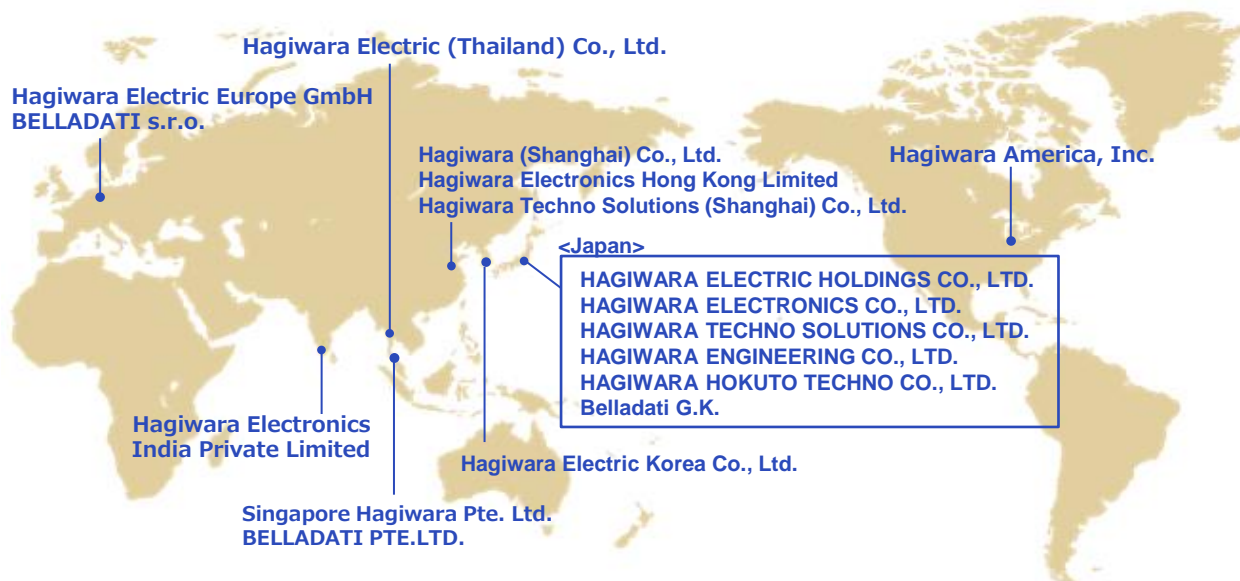 Hagiwara Electric (Thailand) Co., Ltd.
Hagiwara Electric Europe GmbH
BELLADATI s.r.o.
Hagiwara (Shanghai) Co., Ltd.
Hagiwara Electronics Hong Kong Limited
Hagiwara Techno Solutions (Shanghai) Co., Ltd.
Hagiwara America, Inc.
<Japan>
HAGIWARA ELECTRIC HOLDINGS CO., LTD.
HAGIWARA ELECTRONICS CO., LTD.
HAGIWARA TECHNO SOLUTIONS CO., LTD.
HAGIWARA ENGINEERING CO., LTD.
HAGIWARA HOKUTO TECHNO CO., LTD.
Belladati G.K.
Hagiwara Electronics
India Private Limited
Hagiwara Electric Korea Co., Ltd.
Singapore Hagiwara Pte. Ltd.
BELLADATI PTE.LTD.